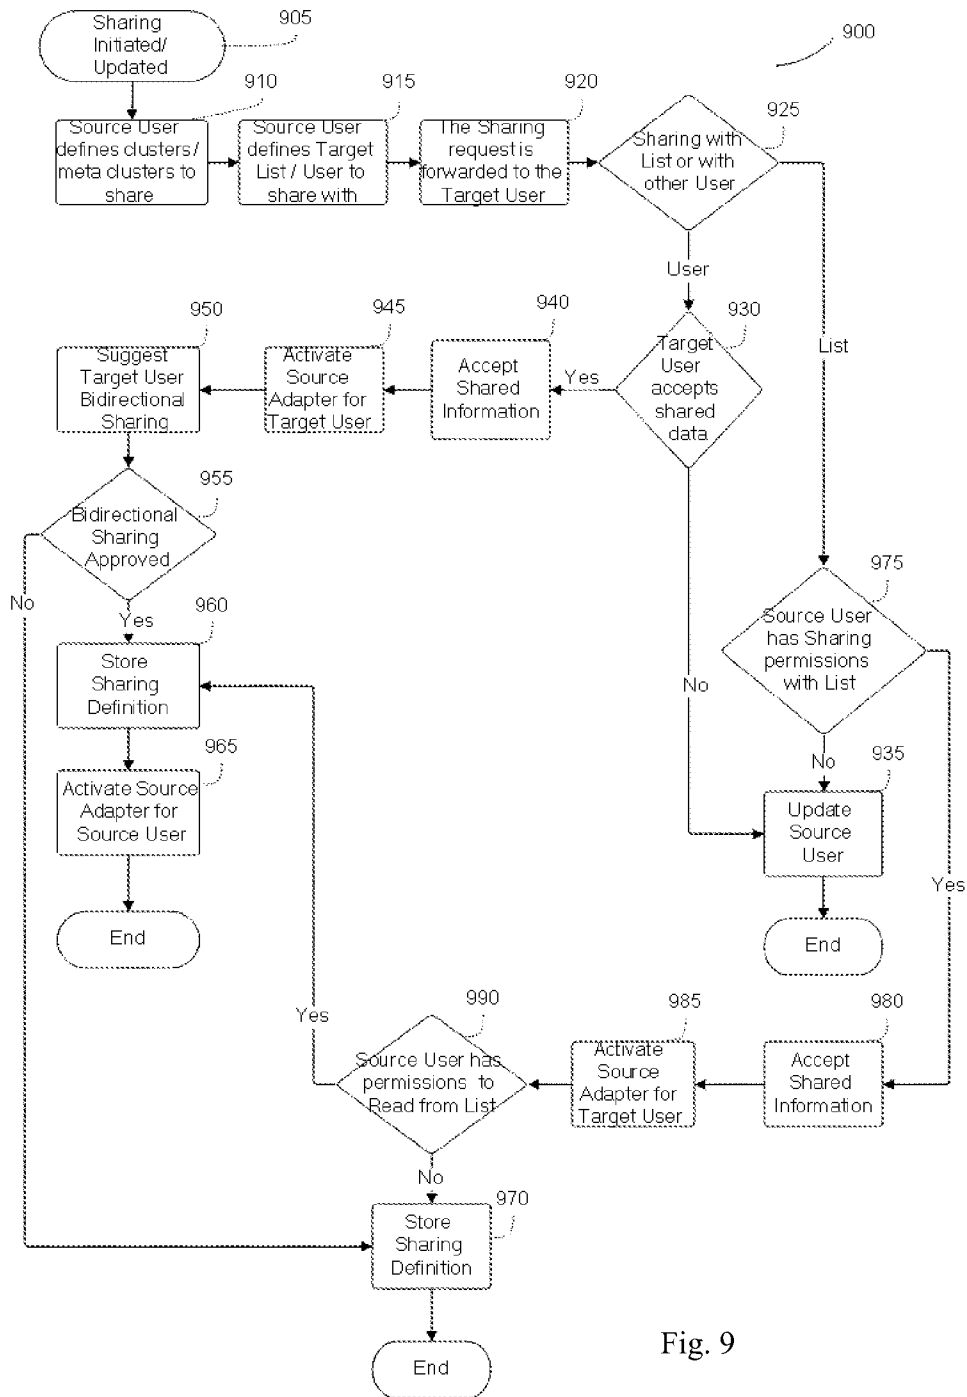 Sharing
Initiated/
Updated
905
900
910
915
920
925
Source User
defines clusters/
meta clusters to
share
Source User
defines Target
List / User to
share with
The Sharing
request is
forwarded to the
Target User
Sharing with
List or with
other User
User
List
950
945
940
930
Suggest
Target User
Bidirectional
Sharing
Activate
Source
Adapter for
Target User
Accept
Shared
Information
Yes
Target
User
accepts
shared
data
955
Bidirectional
Sharing
Approved
No
Yes
960
975
Source User
has Sharing
permissions
with List
Store
Sharing
Definition
No
965
No
935
Activate Source
Adapter for
Source User
Update
Source
User
Yes
End
End
990
985
980
Yes
Source User has
permissions to
Read from List
Activate
Source
Adapter for
Target User
Accept
Shared
Information
No
970
Store
Sharing
Definition
End
Fig. 9